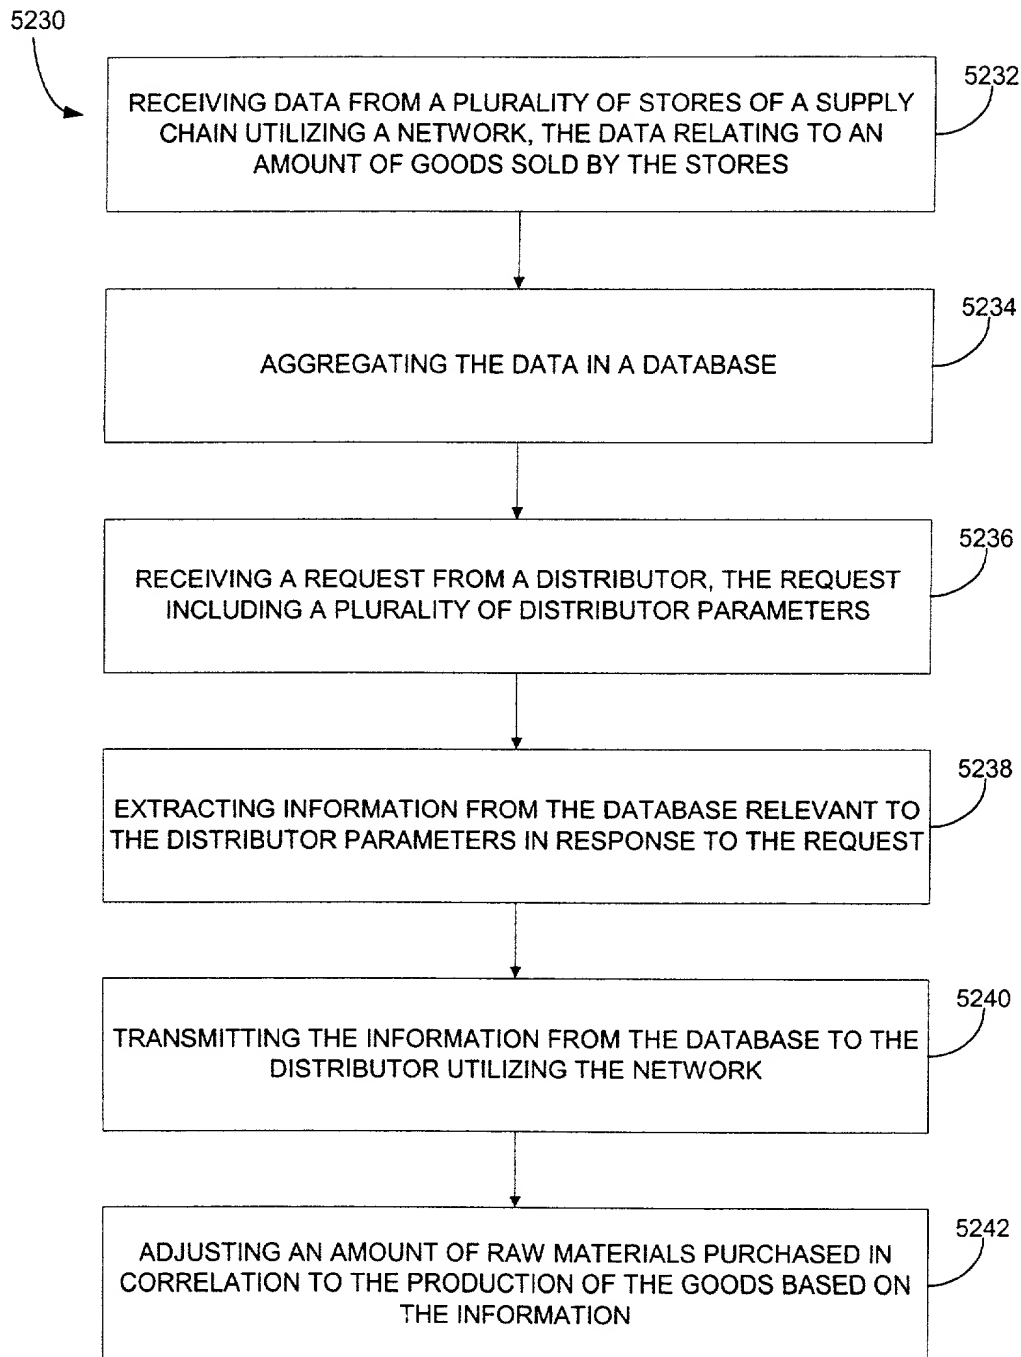 5230
5232
RECEIVING DATA FROM A PLURALITY OF STORES OF A SUPPLY
CHAIN UTILIZING A NETWORK, THE DATA RELATING TO AN
AMOUNT OF GOODS SOLD BY THE STORES
5234
AGGREGATING THE DATA IN A DATABASE
5236
RECEIVING A REQUEST FROM A DISTRIBUTOR, THE REQUEST
INCLUDING A PLURALITY OF DISTRIBUTOR PARAMETERS
5238
EXTRACTING INFORMATION FROM THE DATABASE RELEVANT TO
THE DISTRIBUTOR PARAMETERS IN RESPONSE TO THE REQUEST
5240
TRANSMITTING THE INFORMATION FROM THE DATABASE TO THE
DISTRIBUTOR UTILIZING THE NETWORK
5242
ADJUSTING AN AMOUNT OF RAW MATERIALS PURCHASED IN
CORRELATION TO THE PRODUCTION OF THE GOODS BASED ON
THE INFORMATION